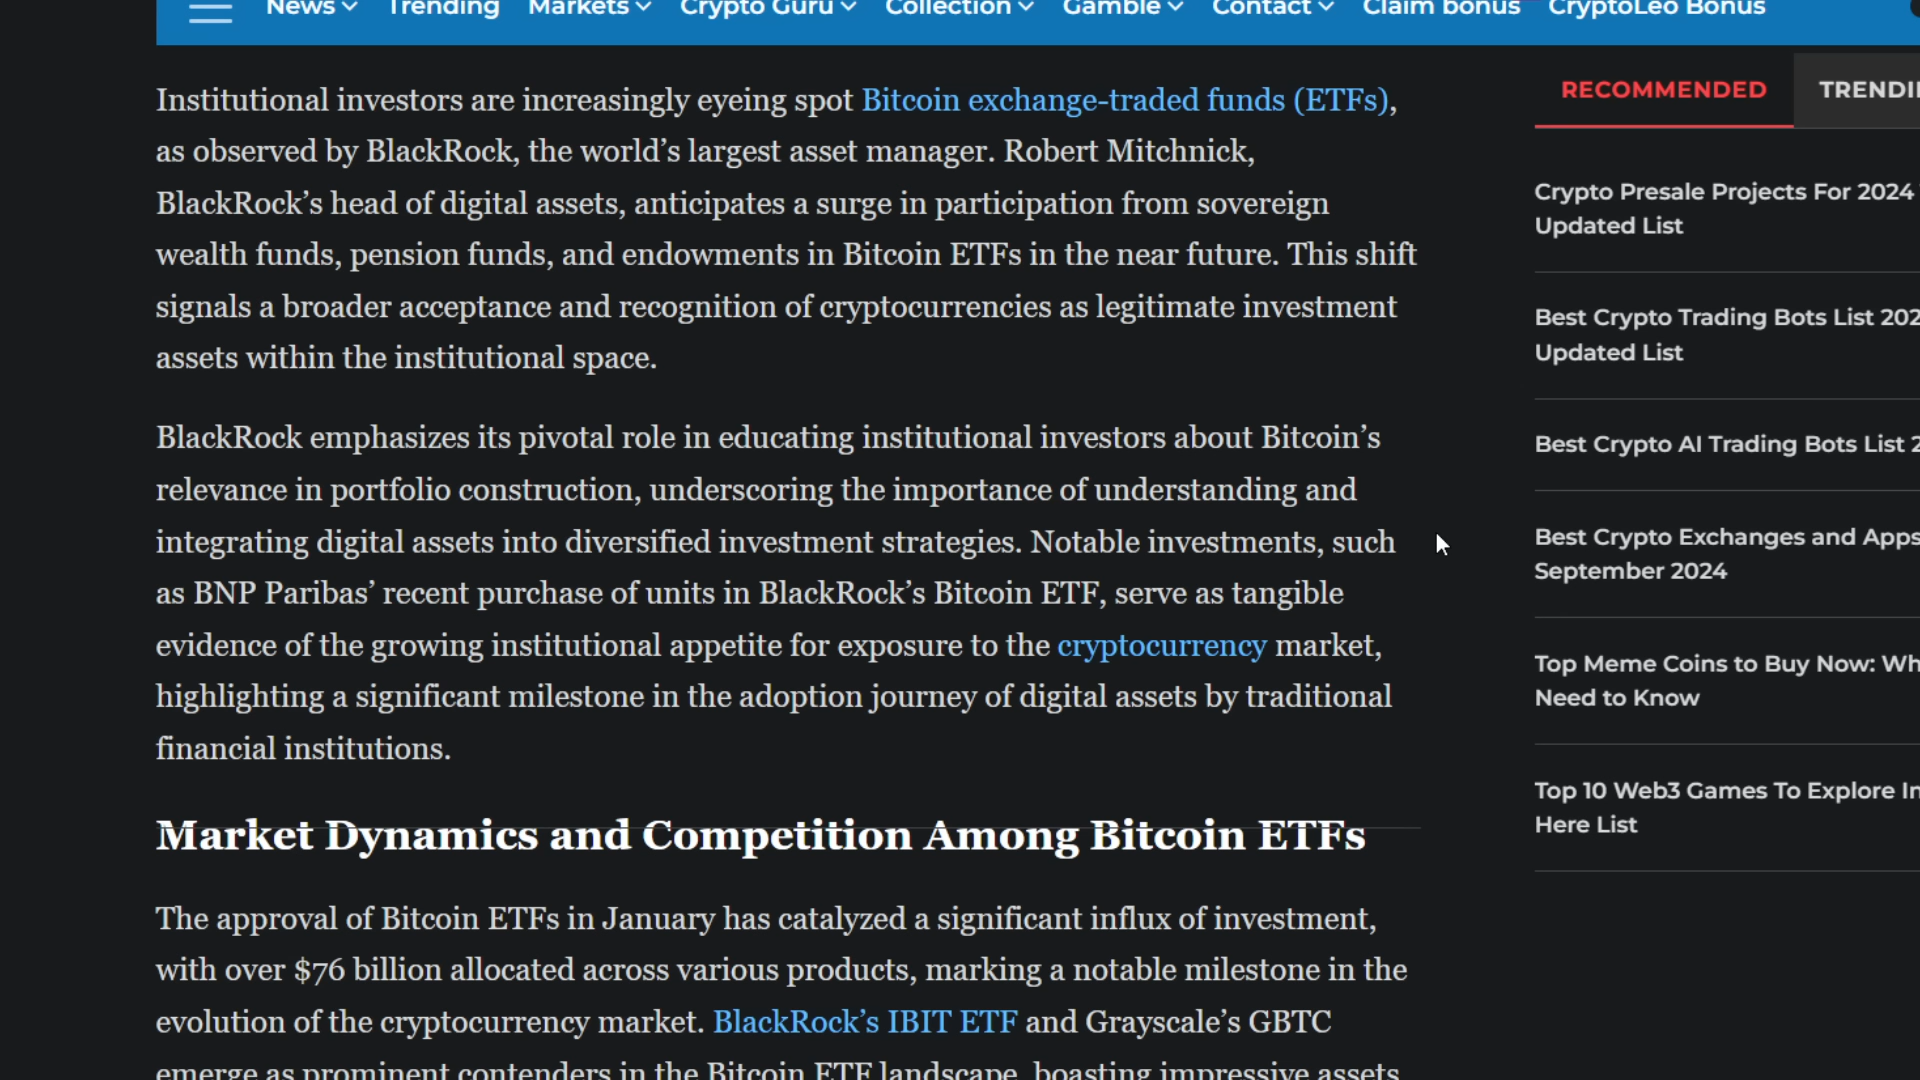 News
Trending
Markets
Crypto Guru
Collection
Gamble
Contact
Claim bonus
CryptoLeo Bonus
Institutional investors are increasingly eyeing spot Bitcoin exchange-traded funds (ETFs),
as observed by BlackRock, the world’s largest asset manager. Robert Mitchnick,
BlackRock’s head of digital assets, anticipates a surge in participation from sovereign
wealth funds, pension funds, and endowments in Bitcoin ETFs in the near future. This shift
signals a broader acceptance and recognition of cryptocurrencies as legitimate investment
assets within the institutional space.
BlackRock emphasizes its pivotal role in educating institutional investors about Bitcoin’s
relevance in portfolio construction, underscoring the importance of understanding and
integrating digital assets into diversified investment strategies. Notable investments, such
as BNP Paribas’ recent purchase of units in BlackRock’s Bitcoin ETF, serve as tangible
evidence of the growing institutional appetite for exposure to the cryptocurrency market,
highlighting a significant milestone in the adoption journey of digital assets by traditional
financial institutions.
Market Dynamics and Competition Among Bitcoin ETFs
The approval of Bitcoin ETFs in January has catalyzed a significant influx of investment,
with over $76 billion allocated across various products, marking a notable milestone in the
evolution of the cryptocurrency market. BlackRock’s IBIT ETF and Grayscale’s GBTC
emerge as prominent contenders in the Bitcoin ETF landscape, boasting impressive assets
RECOMMENDED
Crypto Presale Projects For 2024
Updated List
Best Crypto Trading Bots List
Updated List
Best Crypto AI Trading Bots List
Best Crypto Exchanges and Apps
September 2024
Top Meme Coins to Buy Now:
Need to Know
Top 10 Web3 Games To Explore
Here List